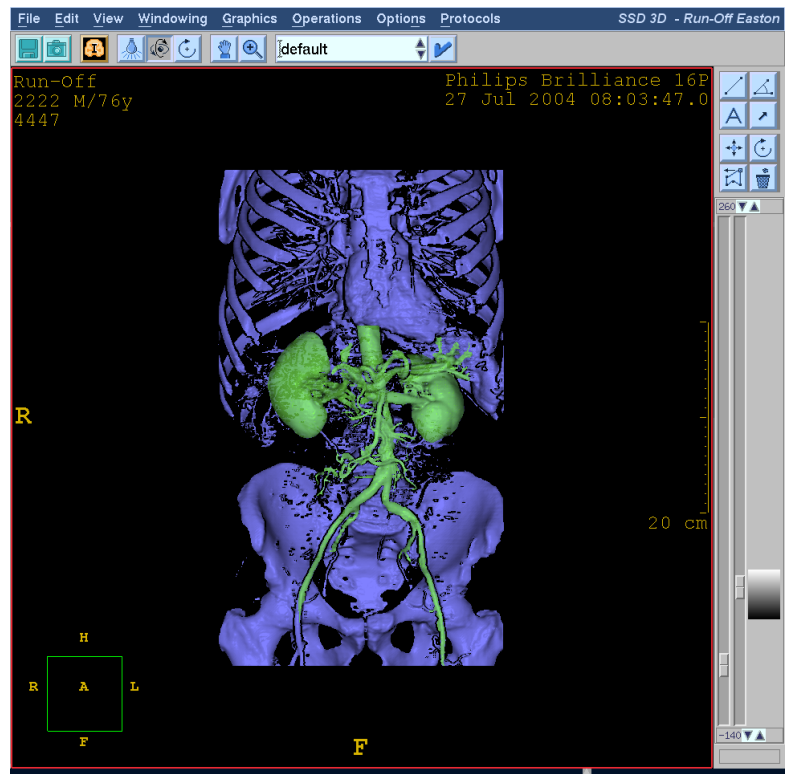 File Edit View Windowing Graphics Operations Options Protocols SSD 3D - Run-Off Easton
default
Run-Off
2222 M/76y
4447
Philips Brilliance 16P
27 Jul 2004 08:03:47.0
260
R
20 cm
H
R A L
F
F
-140